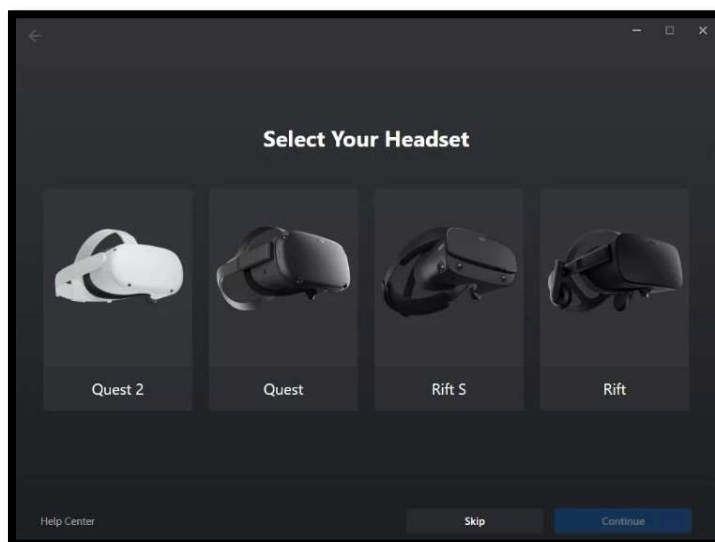 Select Your Headset
Quest 2
Quest
Rift S
Rift
Help Center
Skip
Continue